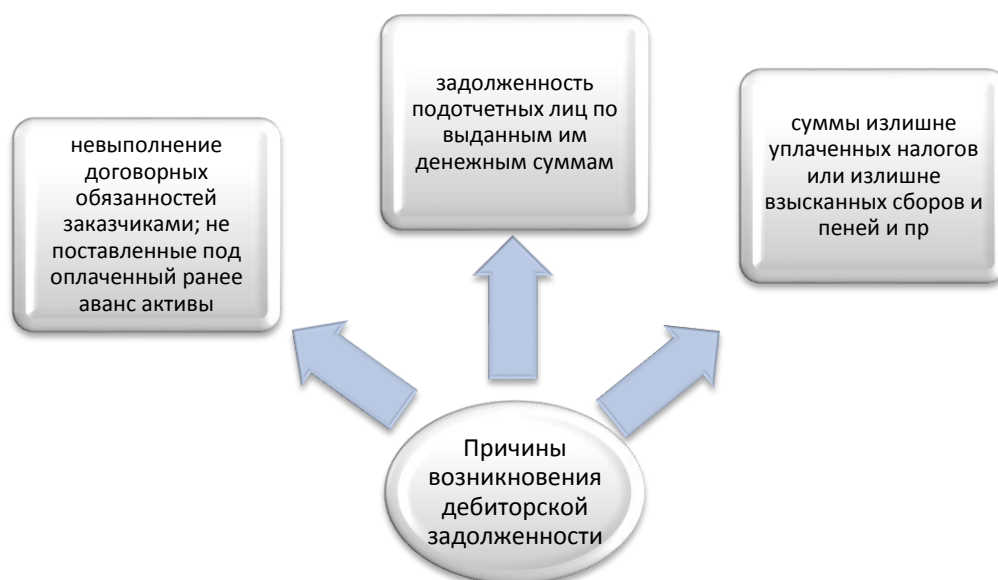 невыполнение
договорных
обязанностей
заказчиками; не
поставленные под
оплаченный ранее
аванс активы
задолженность
подотчетных лиц по
выданным им
денежным суммам
суммы излишне
уплаченных налогов
или излишне
взысканных сборов и
пеней и пр
Причины
возникновения
дебиторской
задолженности